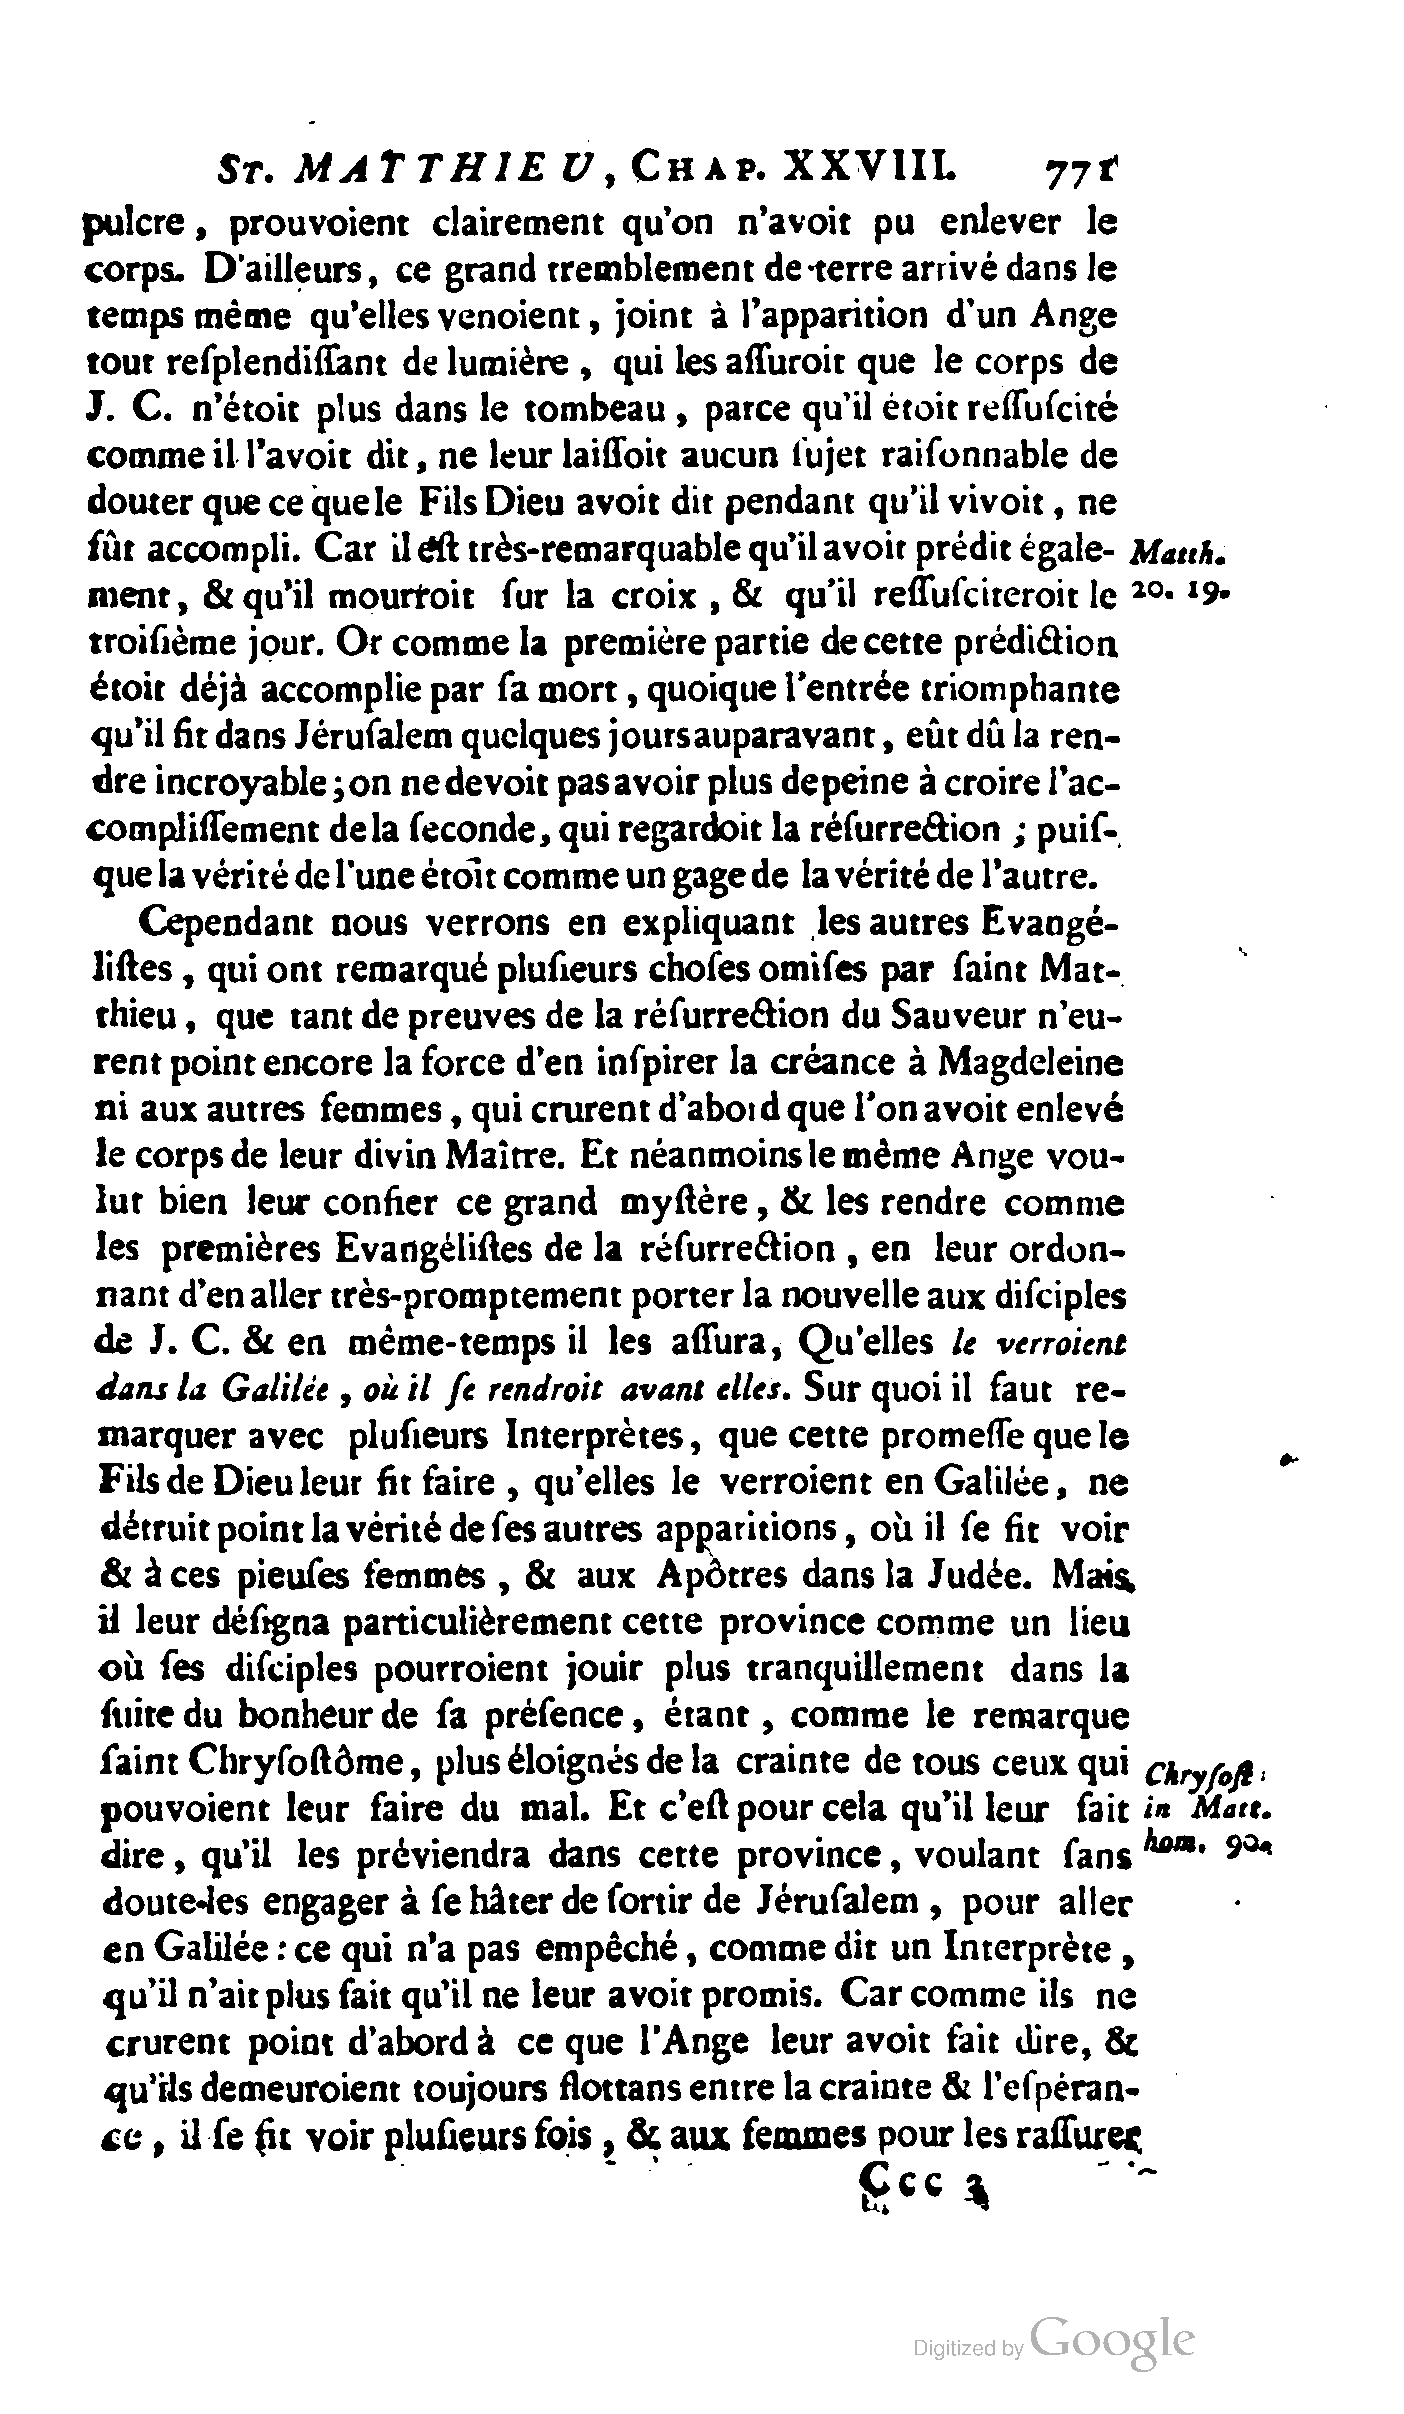 ST. MATTHIEU, CHAP. XXVIII. 771
pulcre, prouvoient clairement qu'on n'avoit pu enlever le
corps. D'ailleurs, ce grand tremblement de terre arrivé dans le
temps même qu'elles venoient, joint à l'apparition d'un Ange
tout reſplendiſſant de lumière, qui les aſſuroit que le corps de
J. C. n'étoit plus dans le tombeau, parce qu'il étoit reſſuſcité
comme il l'avoit dit, ne leur laiſſoit aucun ſujet raiſonnable de
douter que ce que le Fils Dieu avoit dit pendant qu'il vivoit, ne
fût accompli. Car il eſt très-remarquable qu'il avoit prédit égale-
Matth.
ment, & qu'il mourroit ſur la croix, & qu'il reſſuſciteroit le
20. 19.
troiſième jour. Or comme la première partie de cette prédiction
étoit déjà accomplie par ſa mort, quoique l'entrée triomphante
qu'il fit dans Jéruſalem quelques jours auparavant, eût dû la ren-
dre incroyable; on ne devoit pas avoir plus de peine à croire l'ac-
compliſſement de la ſeconde, qui regardoit la réſurrection; puiſ-
que la vérité de l'une étoit comme un gage de la vérité de l'autre.
Cependant nous verrons en expliquant les autres Evangé-
liſtes, qui ont remarqué pluſieurs choſes omiſes par ſaint Mat-
thieu, que tant de preuves de la réſurrection du Sauveur n'eu-
rent point encore la force d'en inſpirer la créance à Magdeleine
ni aux autres femmes, qui crurent d'abord que l'on avoit enlevé
le corps de leur divin Maître. Et néanmoins le même Ange vou-
lut bien leur confier ce grand myſtère, & les rendre comme
les premières Evangéliſtes de la réſurrection, en leur ordon-
nant d'en aller très-promptement porter la nouvelle aux diſciples
de J. C. & en même-temps il les aſſura, Qu'elles le verroient
dans la Galilée, où il ſe rendroit avant elles. Sur quoi il faut re-
marquer avec pluſieurs Interprètes, que cette promeſſe que le
Fils de Dieu leur fit faire, qu'elles le verroient en Galilée, ne
détruit point la vérité de ſes autres apparitions, où il ſe fit voir
& à ces pieuſes femmes, & aux Apôtres dans la Judée. Mais
il leur déſigna particulièrement cette province comme un lieu
où ſes diſciples pourroient jouir plus tranquillement dans la
ſuite du bonheur de ſa préſence, étant, comme le remarque
ſaint Chryſoſtôme, plus éloignés de la crainte de tous ceux qui
Chryſoſt.
pouvoient leur faire du mal. Et c'eſt pour cela qu'il leur fait
in Matt.
dire, qu'il les préviendra dans cette province, voulant ſans
hom. 90.
doute les engager à ſe hâter de ſortir de Jéruſalem, pour aller
en Galilée : ce qui n'a pas empêché, comme dit un Interprète,
qu'il n'ait plus fait qu'il ne leur avoit promis. Car comme ils ne
crurent point d'abord à ce que l'Ange leur avoit fait dire, &
qu'ils demeuroient toujours flottans entre la crainte & l'eſpéran-
ce, il ſe fit voir pluſieurs fois, & aux femmes pour les raſſurer
Ccc 3
Digitized by Google